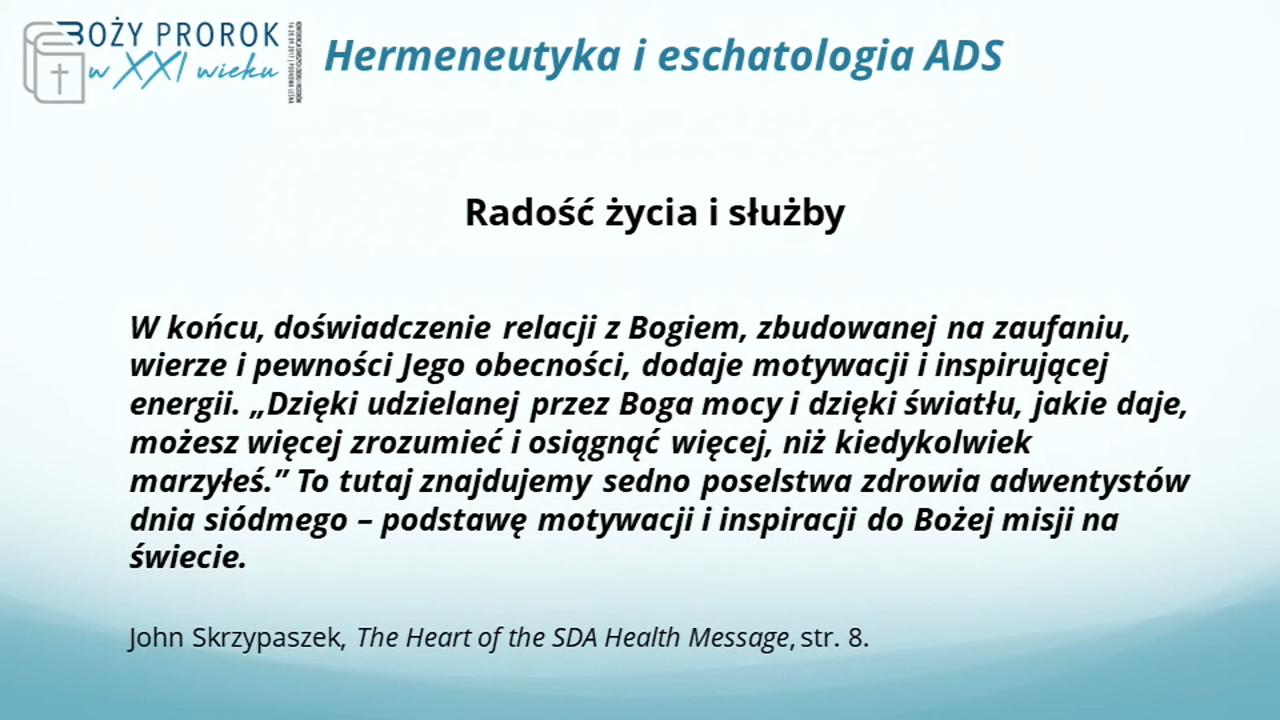 BOŻY PROROK
w XXI wieku
Hermeneutyka i eschatologia ADS
Radość życia i służby
W końcu, doświadczenie relacji z Bogiem, zbudowanej na zaufaniu,
wierze i pewności Jego obecności, dodaje motywacji i inspirującej
energii. „Dzięki udzielanej przez Boga mocy i dzięki światłu, jakie daje,
możesz więcej zrozumieć i osiągnąć więcej, niż kiedykolwiek
marzyłeś.” To tutaj znajdujemy sedno poselstwa zdrowia adwentystów
dnia siódmego – podstawę motywacji i inspiracji do Bożej misji na
świecie.
John Skrzypaszek, The Heart of the SDA Health Message, str. 8.